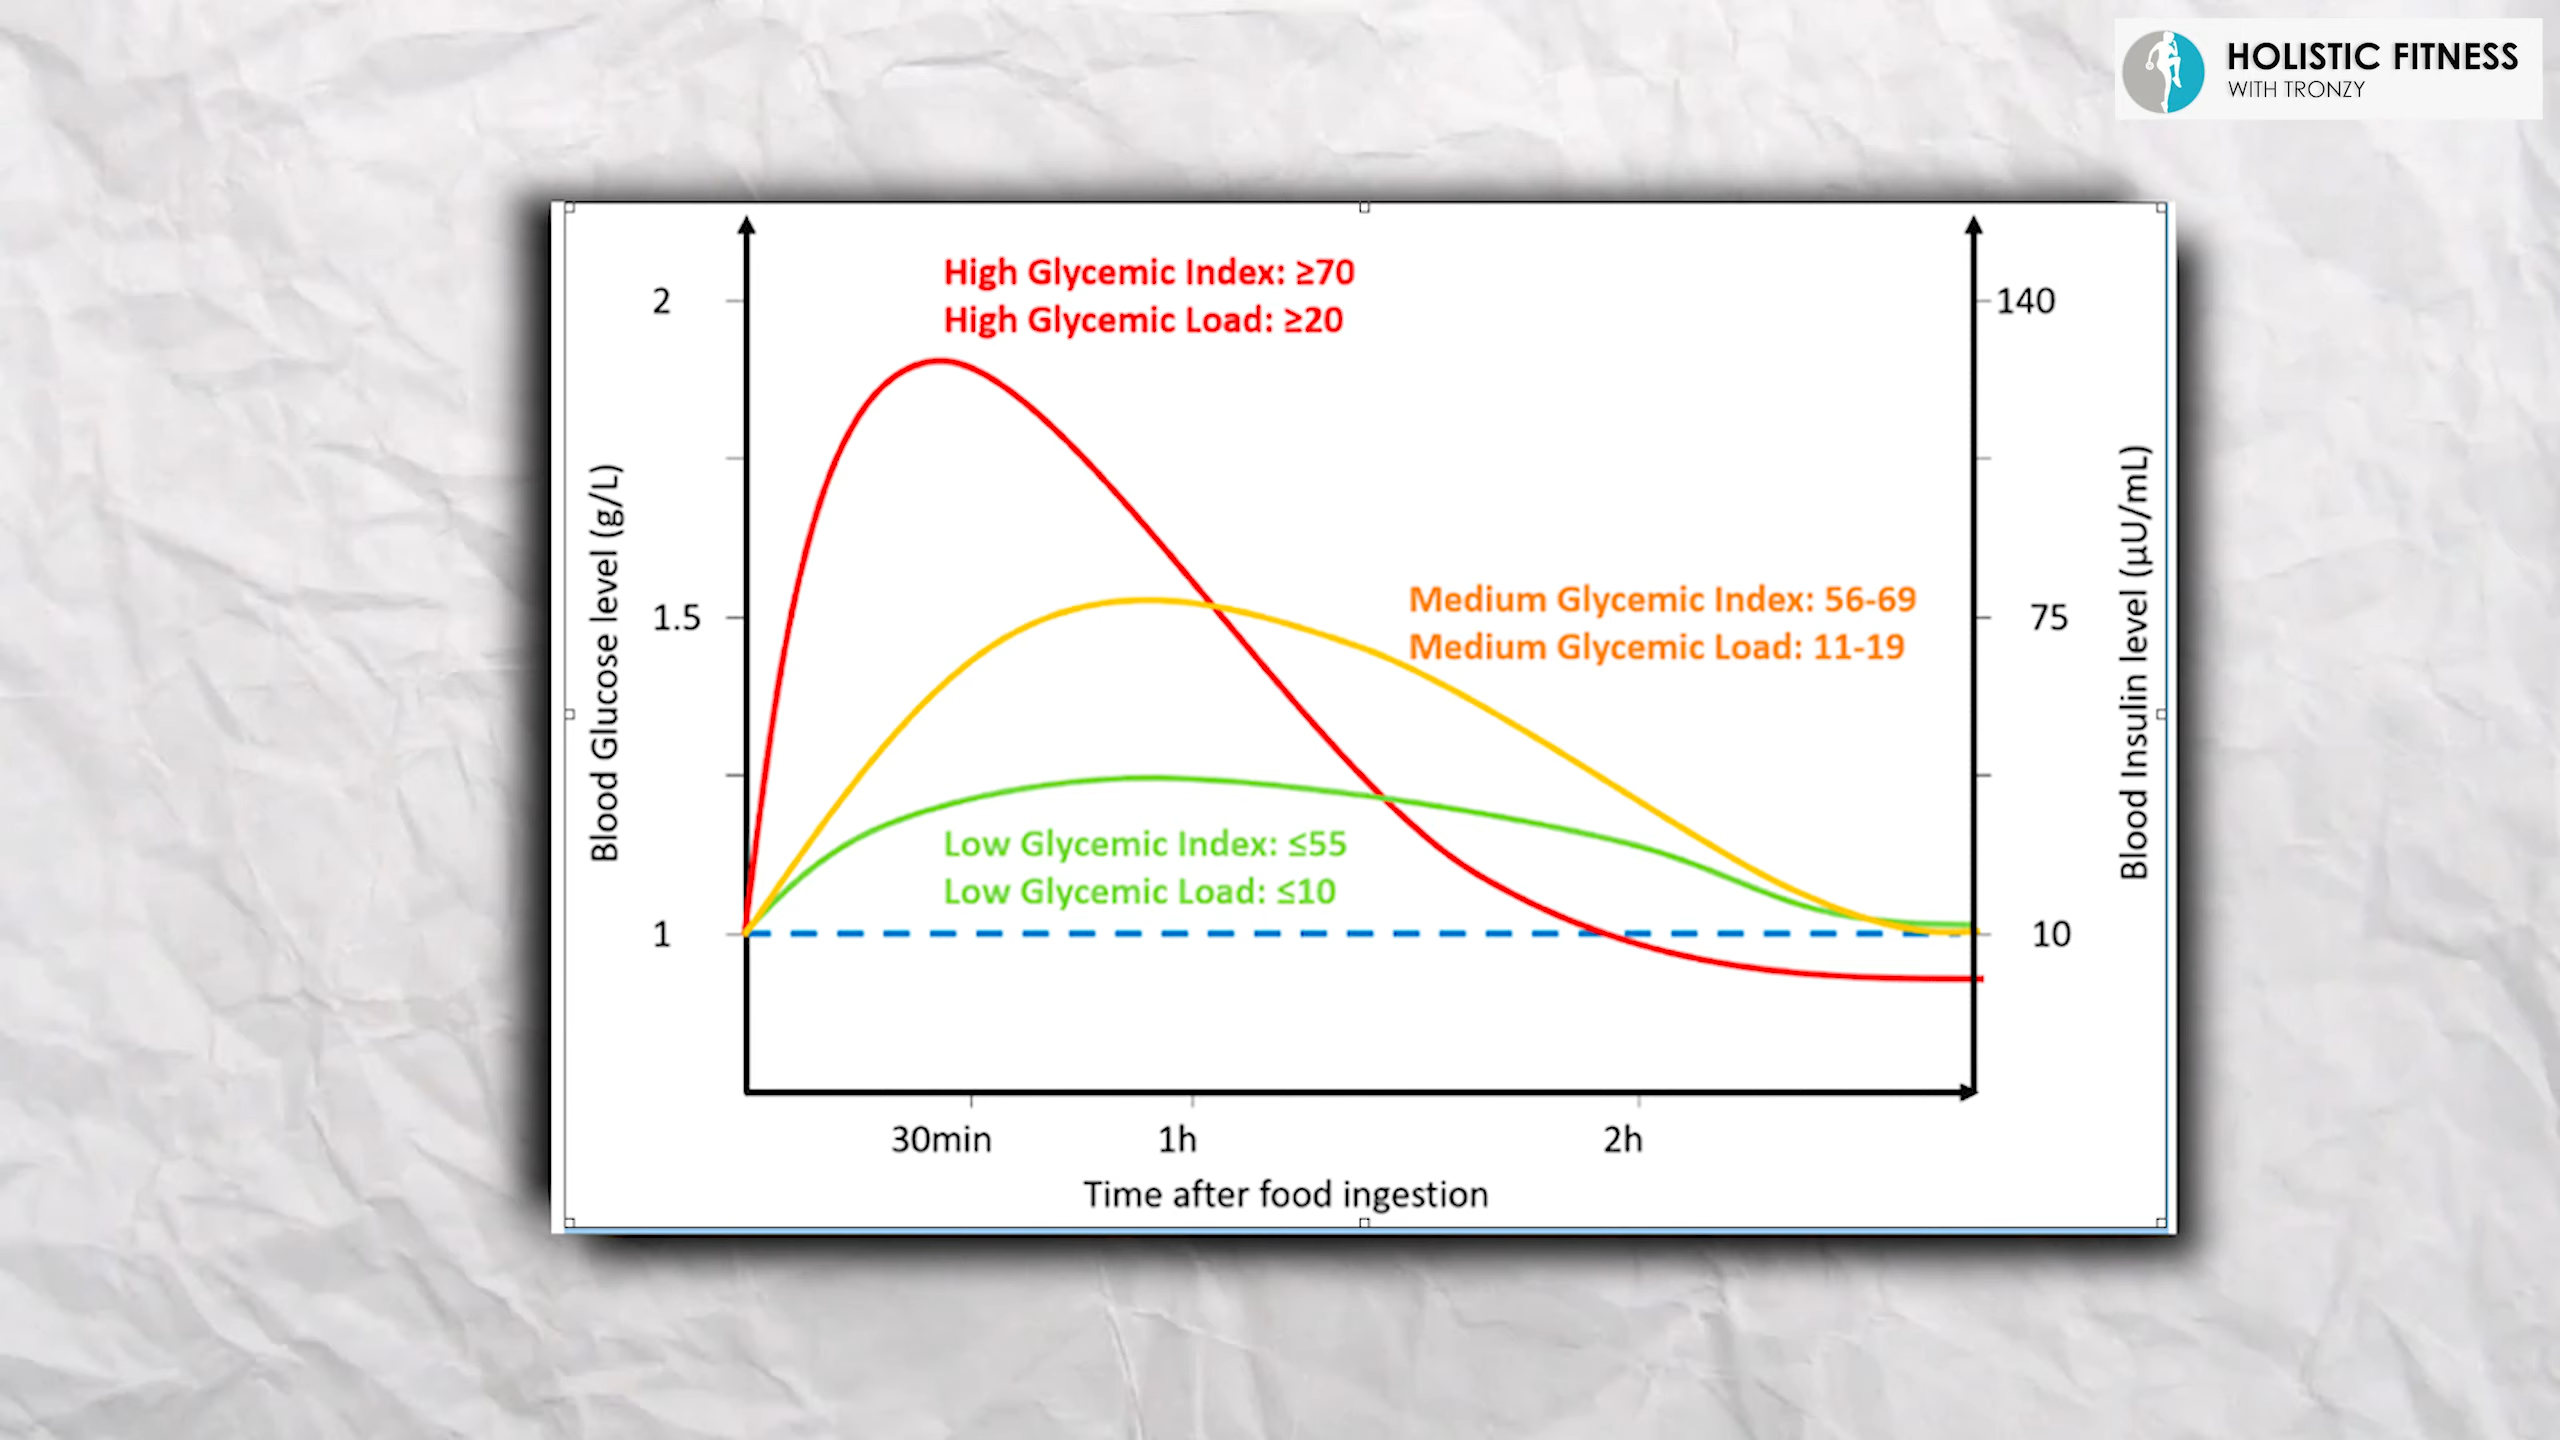 HOLISTIC FITNESS
WITH TRONZY
High Glycemic Index: ≥70
High Glycemic Load: ≥20
2
140
Blood Glucose level (g/L)
Blood Insulin level (µU/mL)
Medium Glycemic Index: 56-69
Medium Glycemic Load: 11-19
1.5
75
Low Glycemic Index: ≤55
Low Glycemic Load: ≤10
1
10
30min
1h
2h
Time after food ingestion